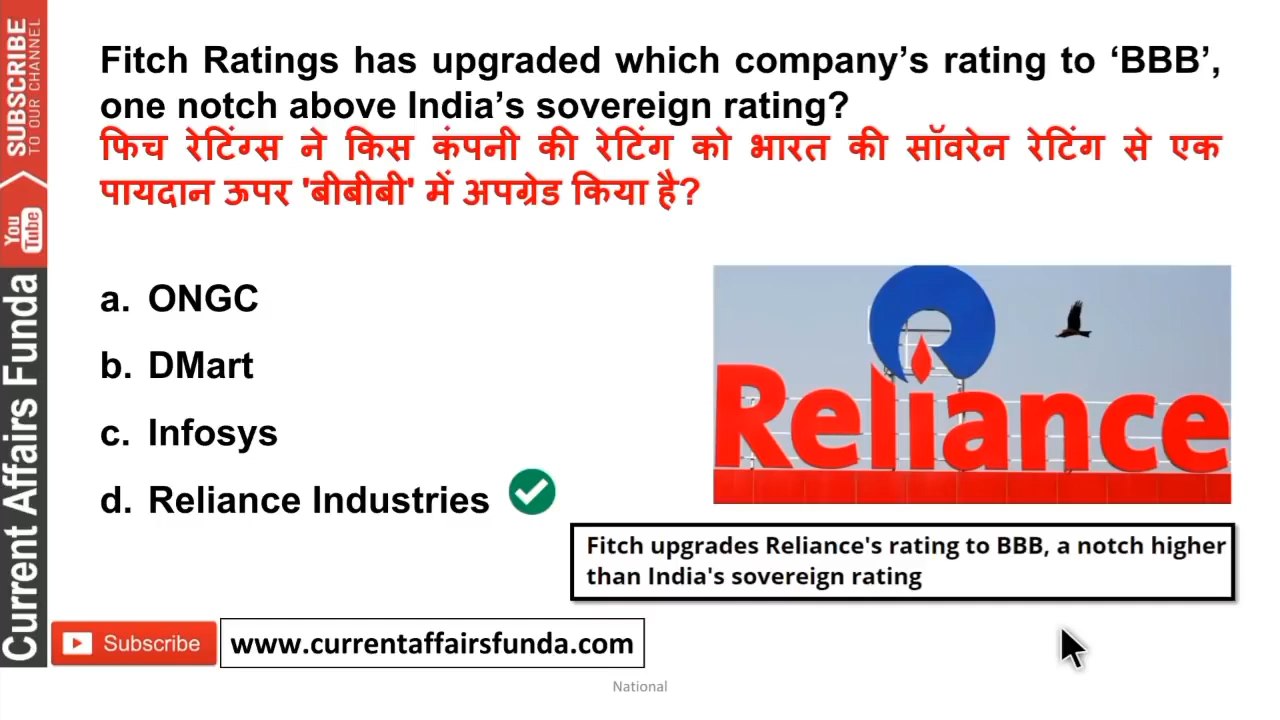 SUBSCRIBE
TO OUR CHANNEL
You
Tube
Current Affairs Funda
Fitch Ratings has upgraded which company’s rating to ‘BBB’,
one notch above India’s sovereign rating?
फिच रेटिंग्स ने किस कंपनी की रेटिंग को भारत की सॉवरेन रेटिंग से एक
पायदान ऊपर 'बीबीबी' में अपग्रेड किया है?
a. ONGC
b. DMart
c. Infosys
d. Reliance Industries
Reliance
Fitch upgrades Reliance's rating to BBB, a notch higher
than India's sovereign rating
Subscribe
www.currentaffairsfunda.com
National